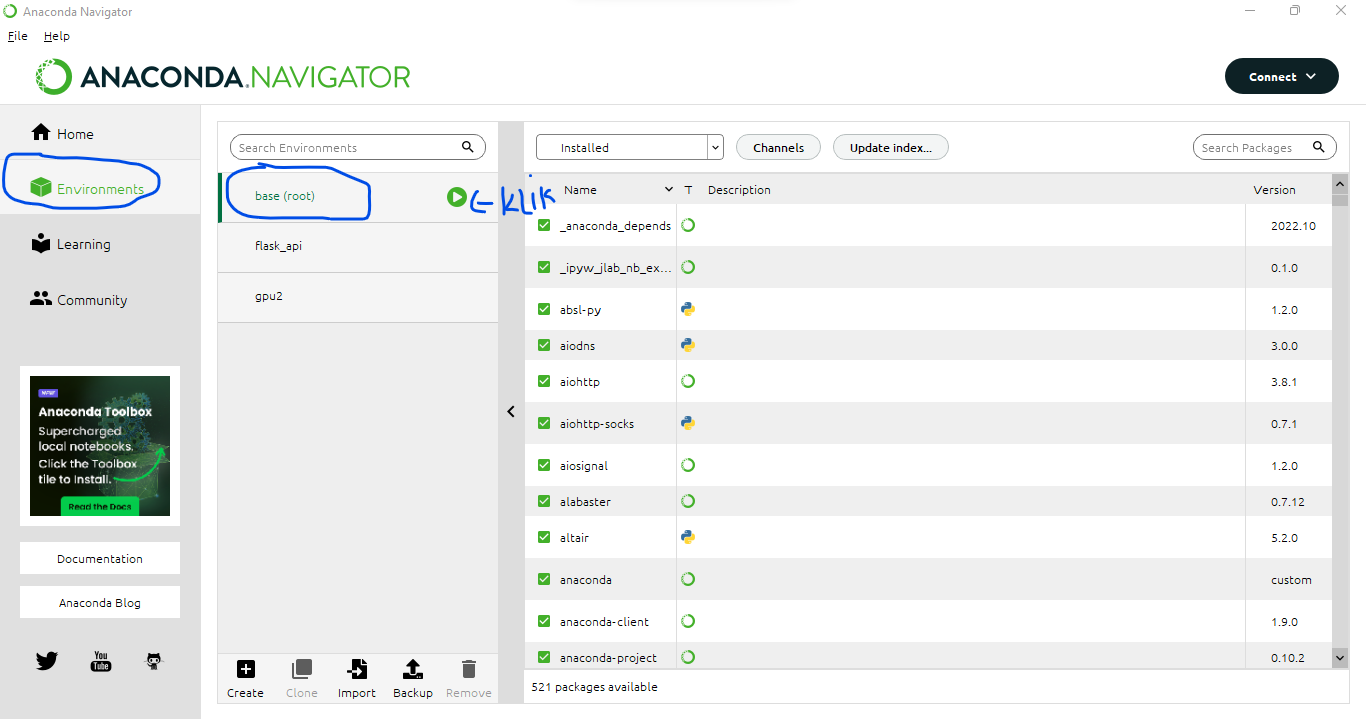 Anaconda Navigator
File Help
ANACONDA.NAVIGATOR
Connect
Home
Environments
Learning
Community
NEW
Anaconda Toolbox
Supercharged
local notebooks.
Click the Toolbox
tile to install.
Read the Docs
Documentation
Anaconda Blog
You
Tube
Search Environments
base (root)
← KLiK
flask_api
gpu2
Create Clone Import Backup Remove
Installed Channels Update index... Search Packages
Name T Description Version
_anaconda_depends 2022.10
_ipyw_jlab_nb_ex... 0.1.0
absl-py 1.2.0
aiodns 3.0.0
aiohttp 3.8.1
aiohttp-socks 0.7.1
aiosignal 1.2.0
alabaster 0.7.12
altair 5.2.0
anaconda custom
anaconda-client 1.9.0
anaconda-project 0.10.2
521 packages available